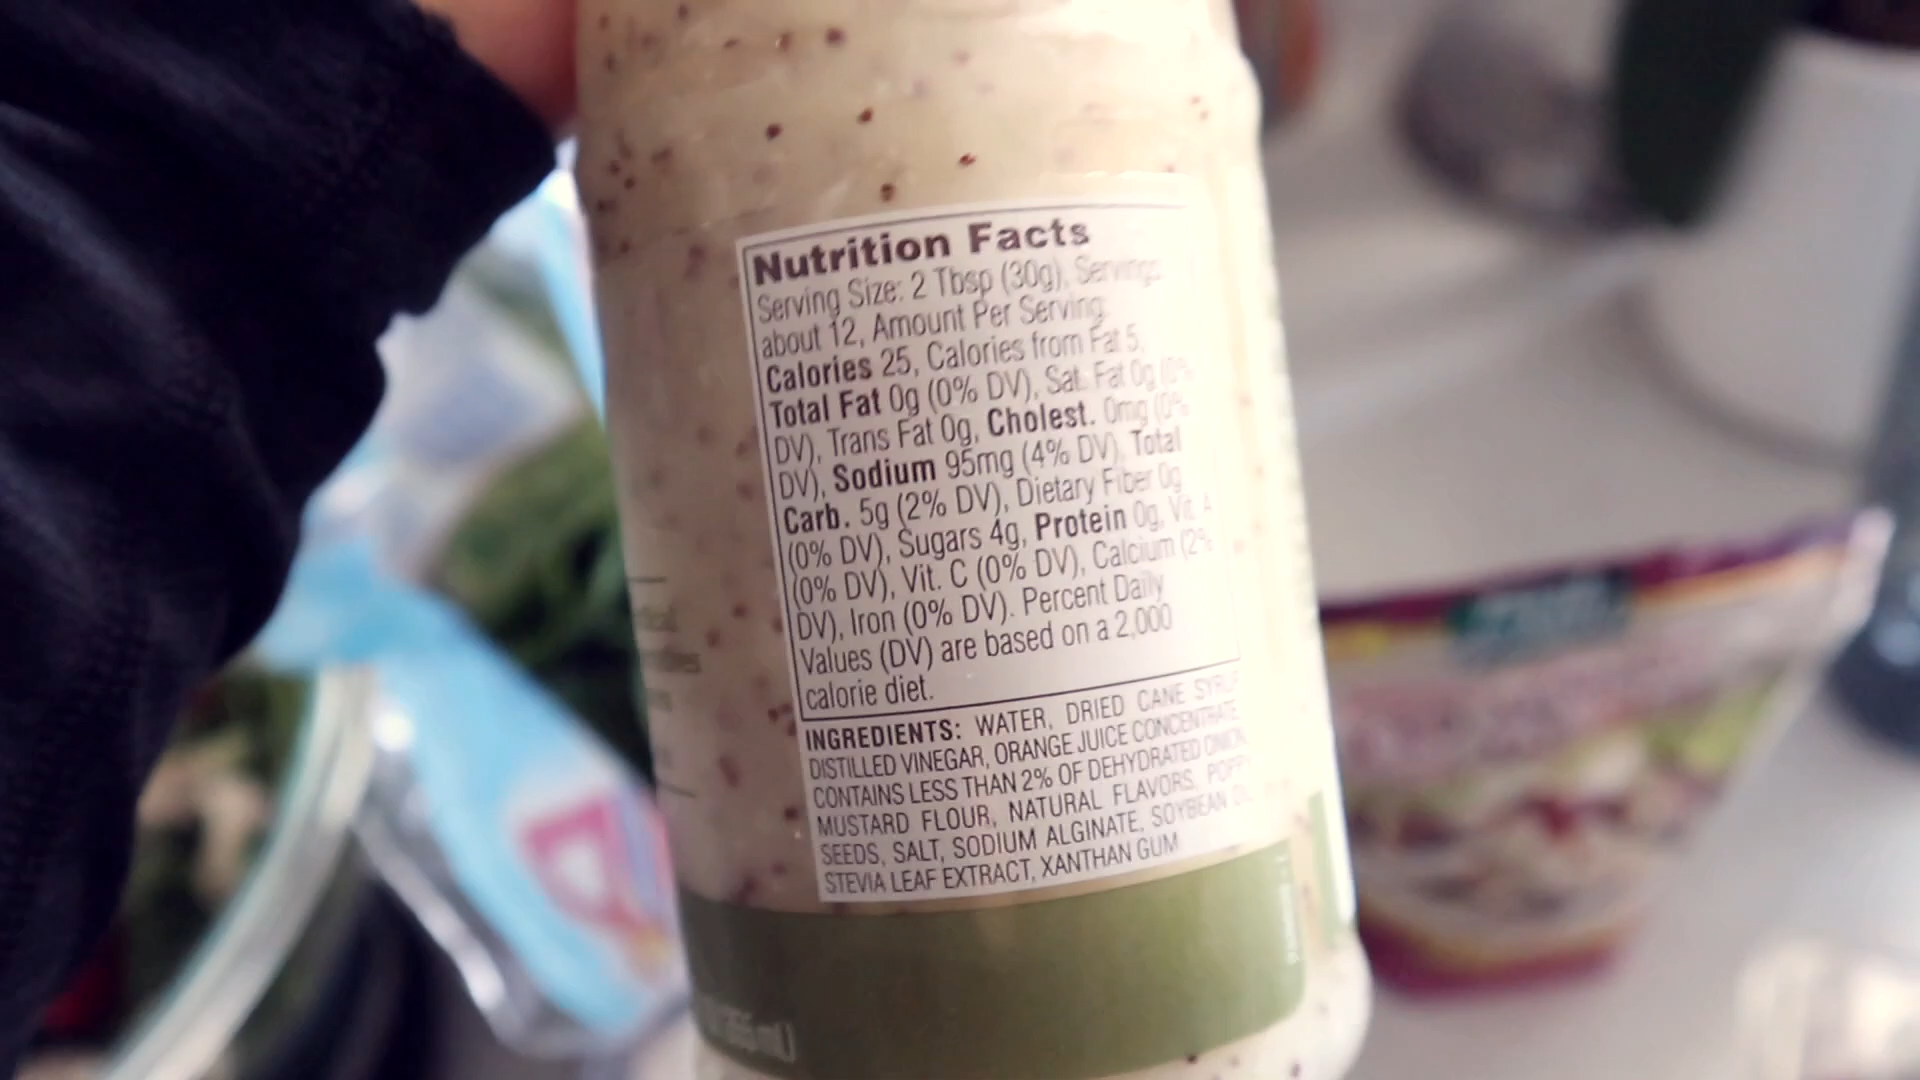 Nutrition Facts
Serving Size: 2 Tbsp (30g), Servings
about 12, Amount Per Serving:
Calories 25, Calories from Fat 5,
Total Fat 0g (0% DV), Sat. Fat 0g (0%
DV), Trans Fat 0g, Cholest. 0mg (0%
DV), Sodium 95mg (4% DV), Total
Carb. 5g (2% DV), Dietary Fiber 0g
(0% DV), Sugars 4g, Protein 0g, Vit. A
(0% DV), Vit. C (0% DV), Calcium (2%
DV), Iron (0% DV). Percent Daily
Values (DV) are based on a 2,000
calorie diet.
INGREDIENTS: WATER, DRIED CANE SYRUP
DISTILLED VINEGAR, ORANGE JUICE CONCENTRATE
CONTAINS LESS THAN 2% OF DEHYDRATED ONION
MUSTARD FLOUR, NATURAL FLAVORS, POPPY
SEEDS, SALT, SODIUM ALGINATE, SOYBEAN
STEVIA LEAF EXTRACT, XANTHAN GUM